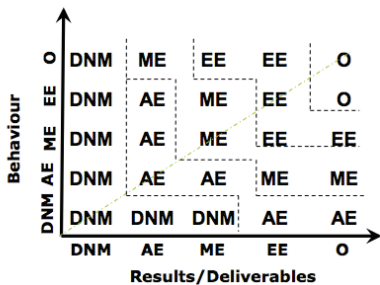 Behaviour
O DNM ME EE EE O
EE DNM AE ME EE O
ME DNM AE ME EE EE
AE DNM AE AE ME ME
DNM DNM DNM DNM AE AE
DNM AE ME EE O
Results/Deliverables